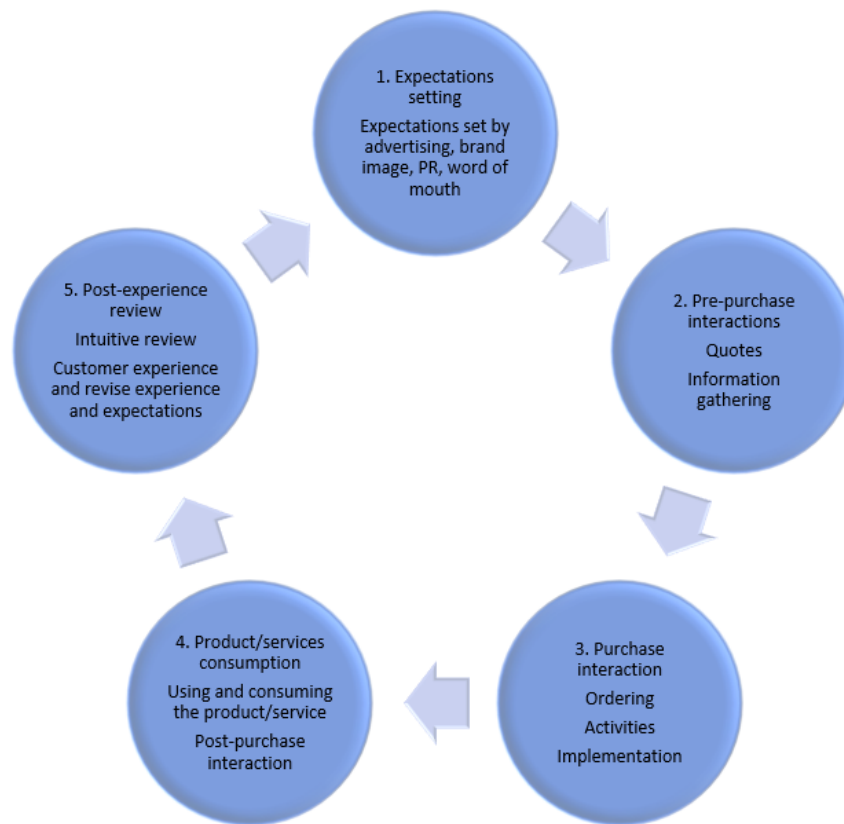 1. Expectations
setting
Expectations set by
advertising, brand
image, PR, word of
mouth
2. Pre-purchase
interactions
Quotes
Information
gathering
3. Purchase
interaction
Ordering
Activities
Implementation
4. Product/services
consumption
Using and consuming
the product/service
Post-purchase
interaction
5. Post-experience
review
Intuitive review
Customer experience
and revise experience
and expectations